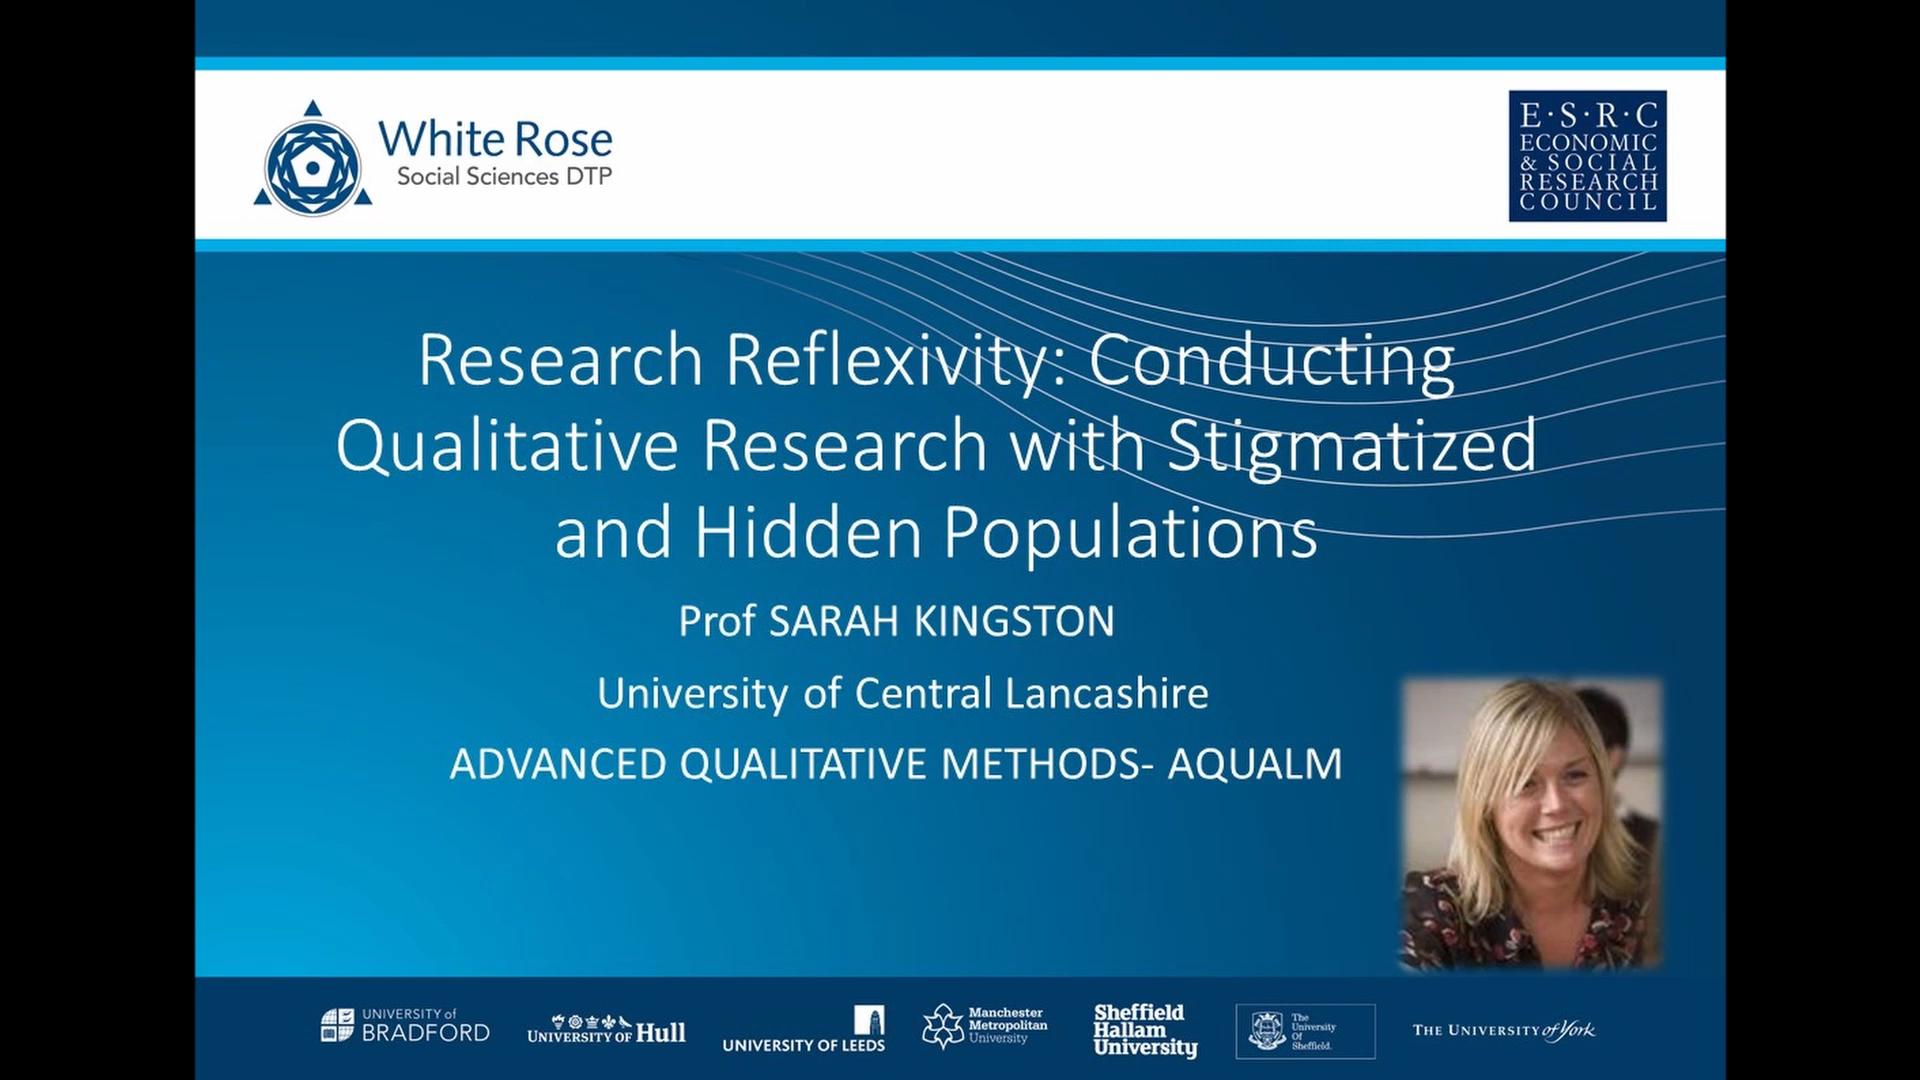 White Rose
Social Sciences DTP
E·S·R·C
ECONOMIC
& SOCIAL
RESEARCH
COUNCIL
Research Reflexivity: Conducting
Qualitative Research with Stigmatized
and Hidden Populations
Prof SARAH KINGSTON
University of Central Lancashire
ADVANCED QUALITATIVE METHODS- AQUALM
UNIVERSITY of
BRADFORD
UNIVERSITY OF Hull
UNIVERSITY OF LEEDS
Manchester
Metropolitan
University
Sheffield
Hallam
University
The
University
Of
Sheffield.
THE UNIVERSITY of York